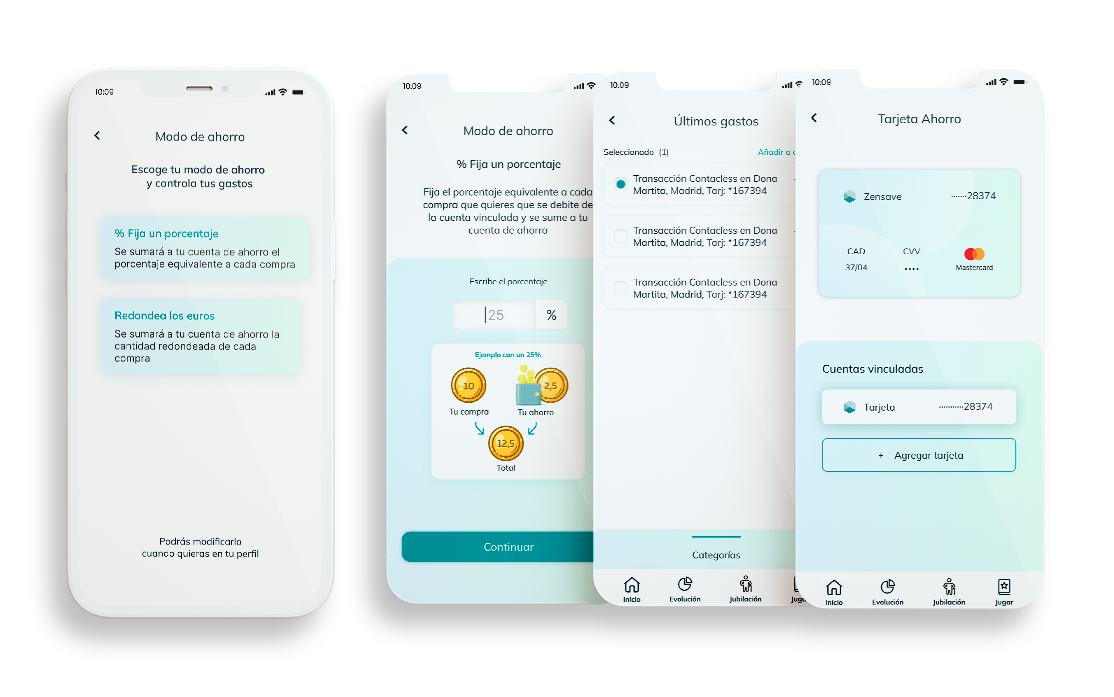 10:09
Modo de ahorro
Escoge tu modo de ahorro
y controla tus gastos
% Fija un porcentaje
Se sumará a tu cuenta de ahorro el
porcentaje equivalente a cada compra
Redondea los euros
Se sumará a tu cuenta de ahorro la
cantidad redondeada de cada
compra
Podrás modificarlo
cuando quieras en tu perfil
10:09
Modo de ahorro
% Fija un porcentaje
Fija el porcentaje equivalente a cada
compra que quieres que se debite de
la cuenta vinculada y se sume a tu
cuenta de ahorro
Escribe el porcentaje
25 %
Ejemplo con un 25%
10 2,5
Tu compra Tu ahorro
12,5
Total
Continuar
10:09
Últimos gastos
Seleccionado (1) Añadir a
Transacción Contacless en Dona
Martita, Madrid, Tarj: *167394
Transacción Contacless en Dona
Martita, Madrid, Tarj: *167394
Transacción Contacless en Dona
Martita, Madrid, Tarj: *167394
Categorías
Inicio Evolución Jubilación Juga
10:09
Tarjeta Ahorro
Zensave ·······28374
CAD CVV
37/04 •••• Mastercard
Cuentas vinculadas
Tarjeta ···········28374
+ Agregar tarjeta
Inicio Evolución Jubilación Jugar